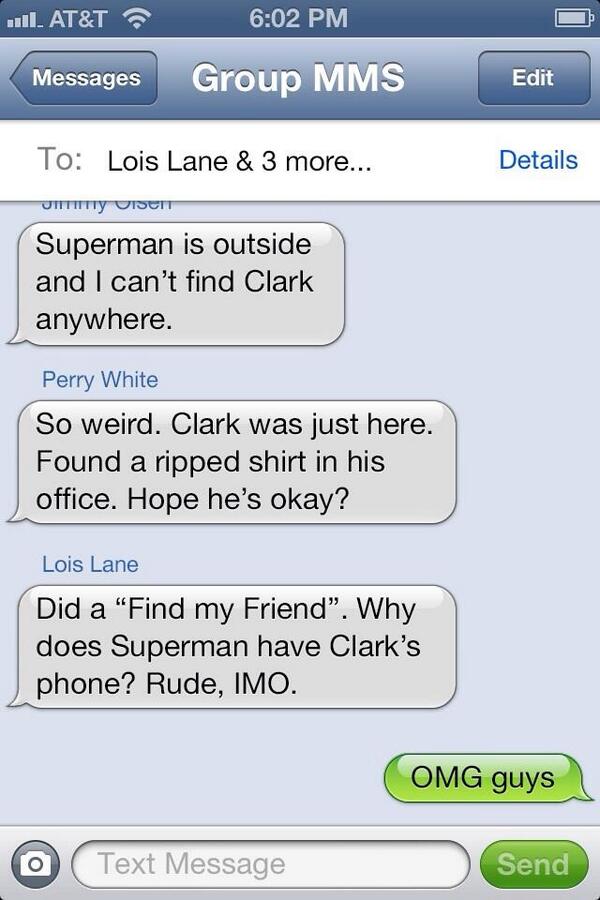 AT&T 6:02 PM
Messages Group MMS Edit
To: Lois Lane & 3 more... Details
Jimmy Olsen
Superman is outside
and I can’t find Clark
anywhere.
Perry White
So weird. Clark was just here.
Found a ripped shirt in his
office. Hope he’s okay?
Lois Lane
Did a “Find my Friend”. Why
does Superman have Clark’s
phone? Rude, IMO.
OMG guys
Text Message Send